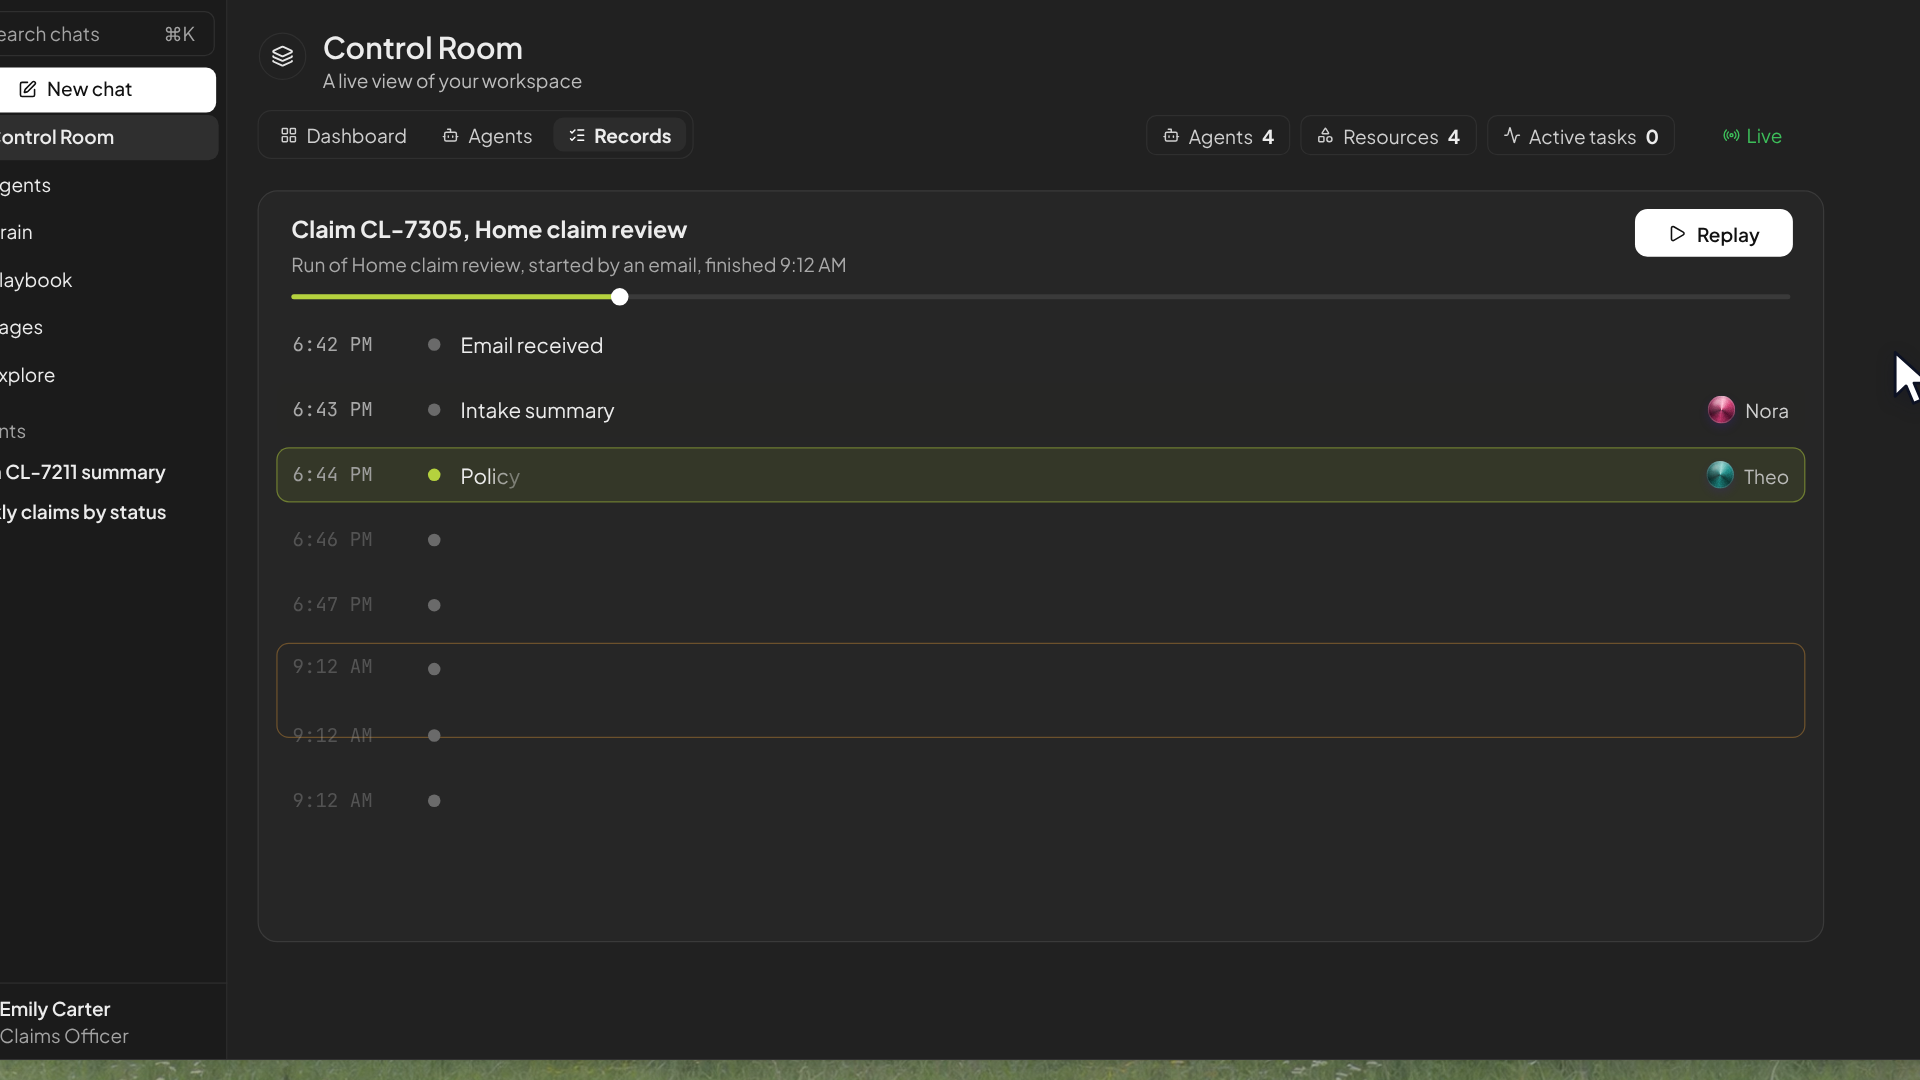 earch chats ⌘K
New chat
ontrol Room
gents
rain
laybook
ages
xplore
nts
CL-7211 summary
ly claims by status
Emily Carter
Claims Officer
Control Room
A live view of your workspace
Dashboard Agents Records
Agents 4 Resources 4 Active tasks 0 Live
Claim CL-7305, Home claim review
Replay
Run of Home claim review, started by an email, finished 9:12 AM
6:42 PM Email received
6:43 PM Intake summary Nora
6:44 PM Policy Theo
6:46 PM
6:47 PM
9:12 AM
9:12 AM
9:12 AM